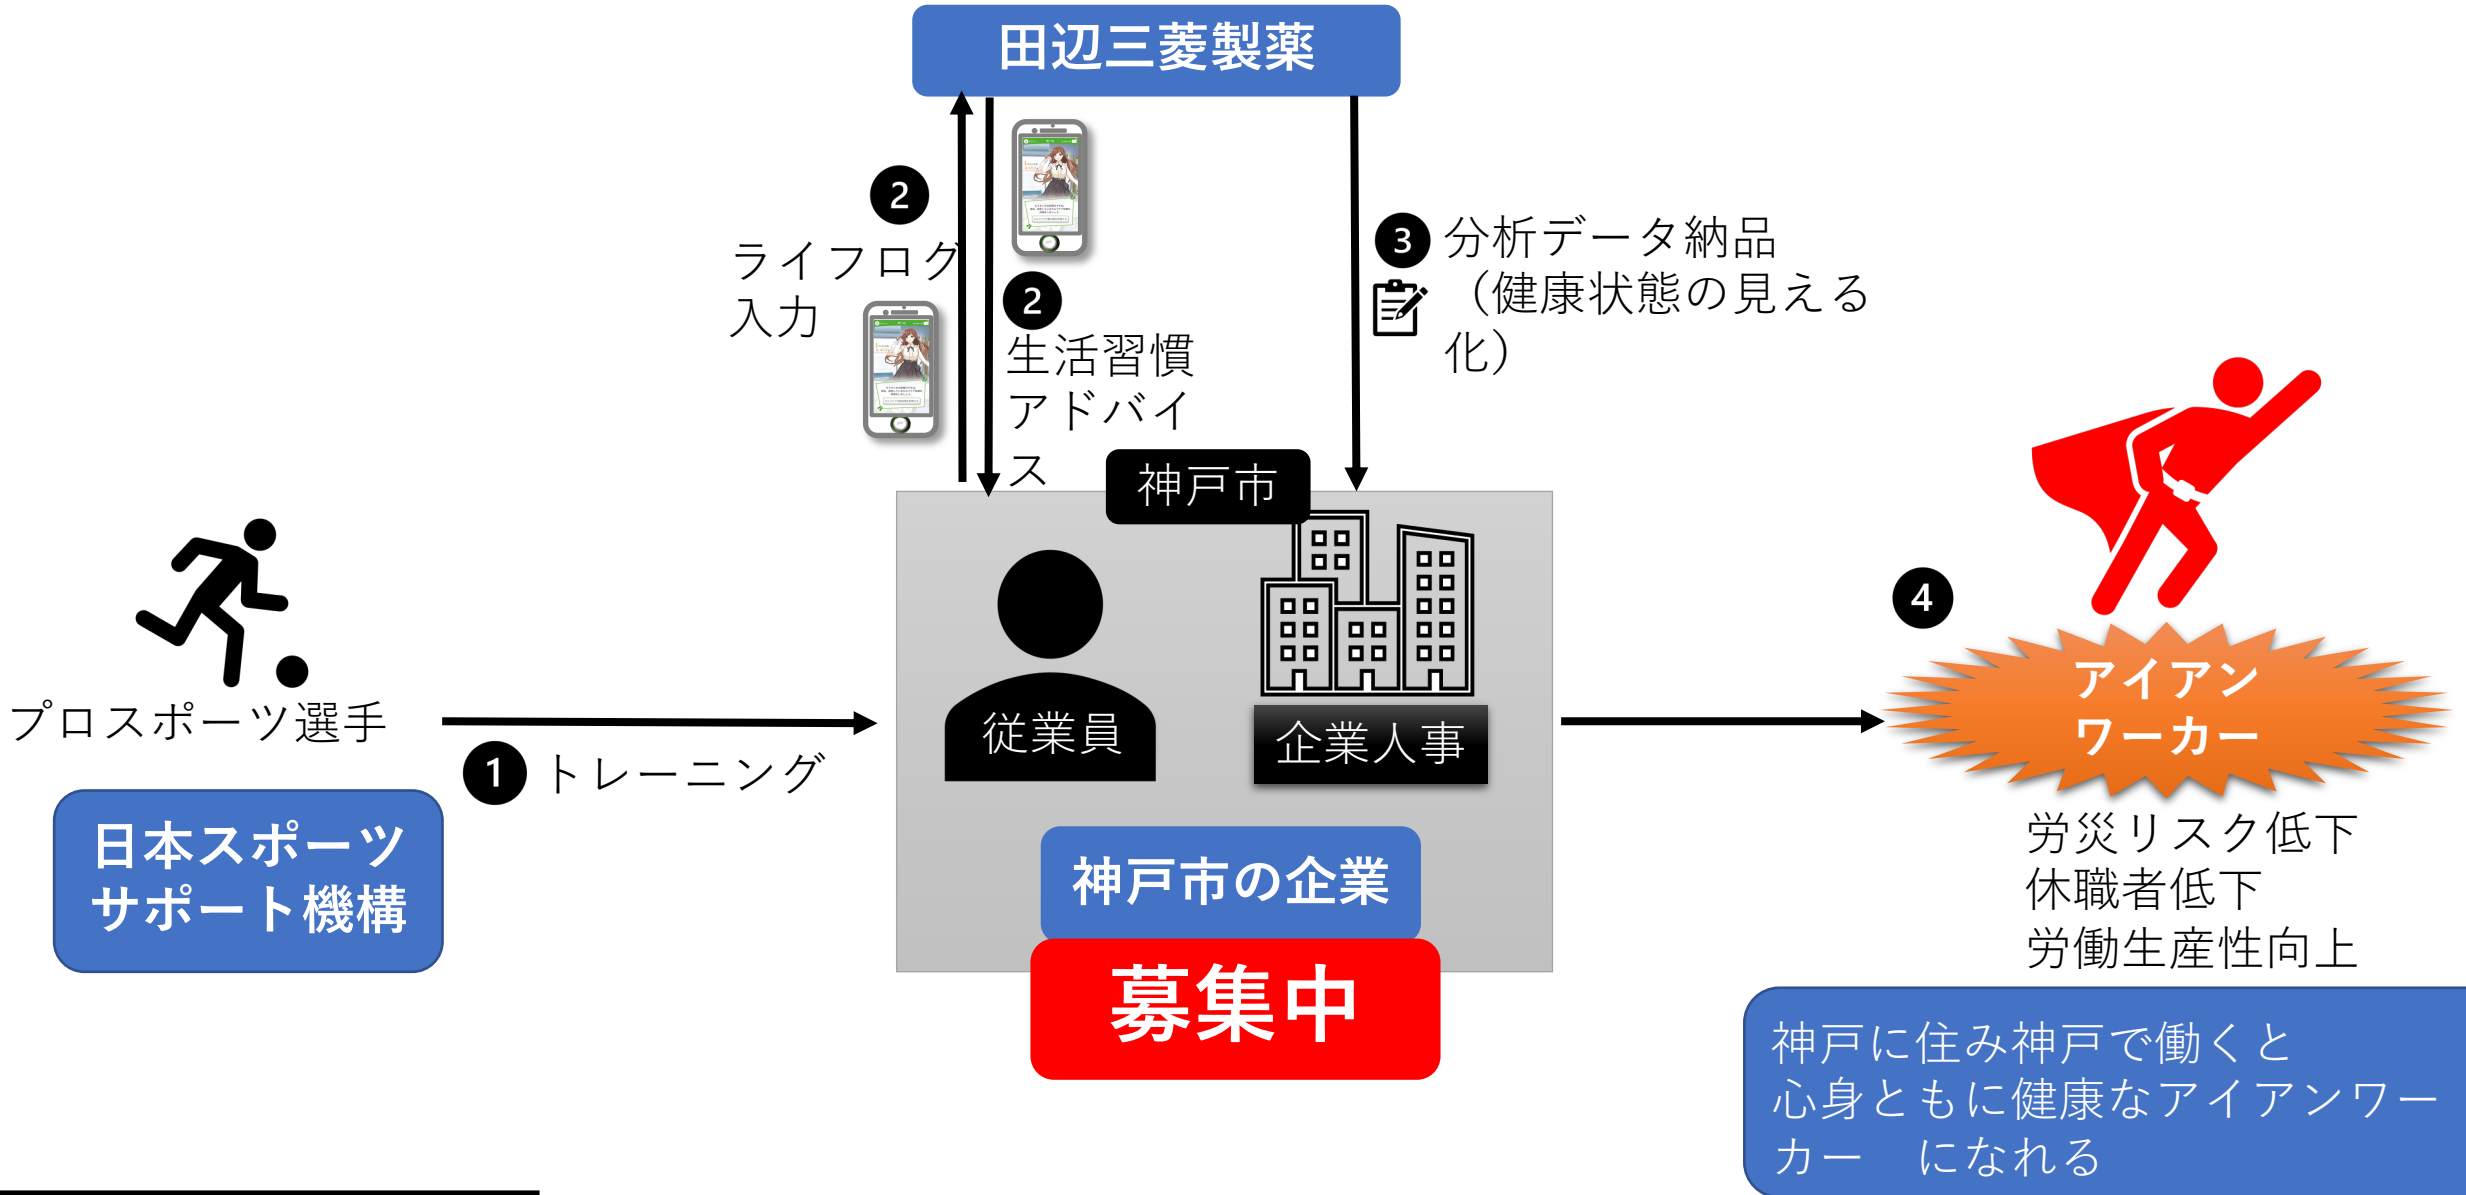 田辺三菱製薬
2
ライフログ
入力
2
生活習慣
アドバイ
ス
3 分析データ納品
（健康状態の見える
化）
神戸市
従業員
企業人事
プロスポーツ選手
1 トレーニング
日本スポーツ
サポート機構
神戸市の企業
募集中
4
アイアン
ワーカー
労災リスク低下
休職者低下
労働生産性向上
神戸に住み神戸で働くと
心身ともに健康なアイアンワー
カー　になれる